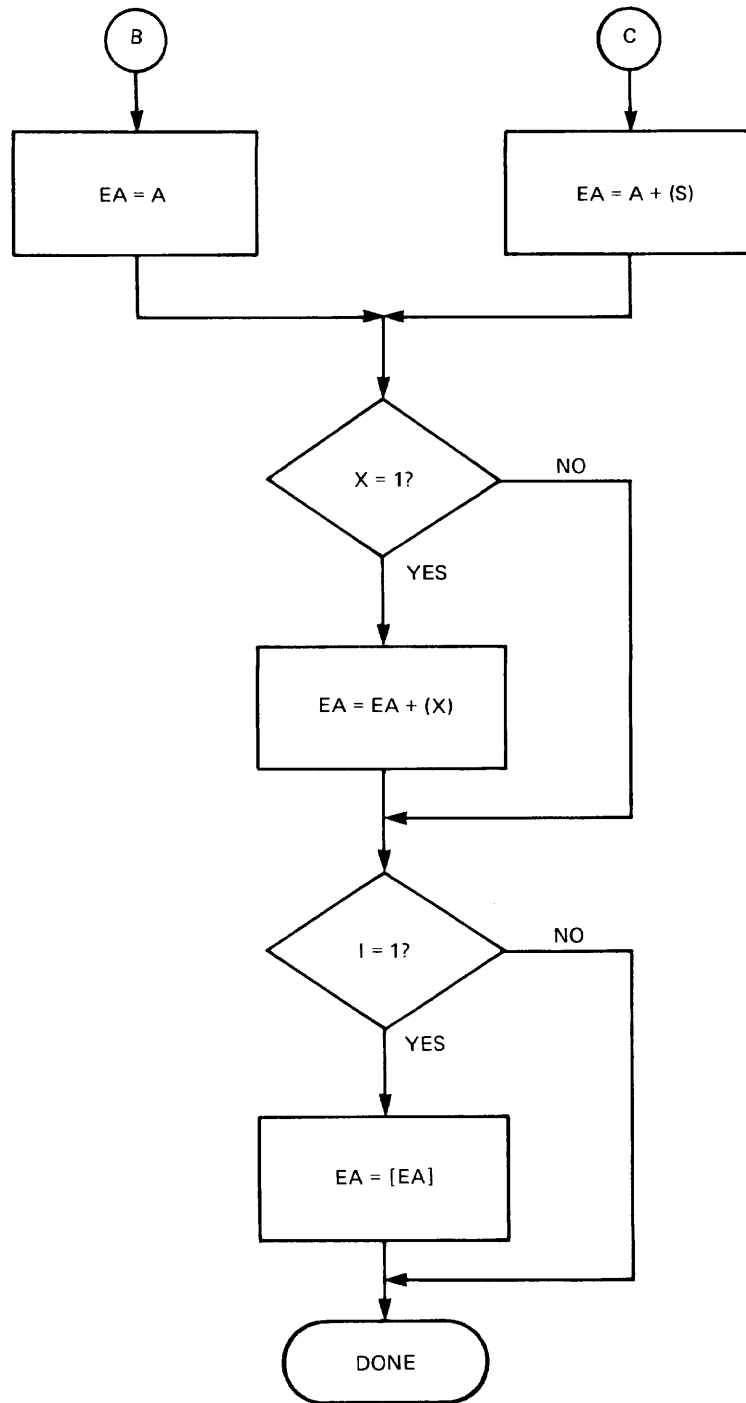 B
C
EA = A
EA = A + (S)
X = 1?
NO
YES
EA = EA + (X)
I = 1?
NO
YES
EA = [EA]
DONE